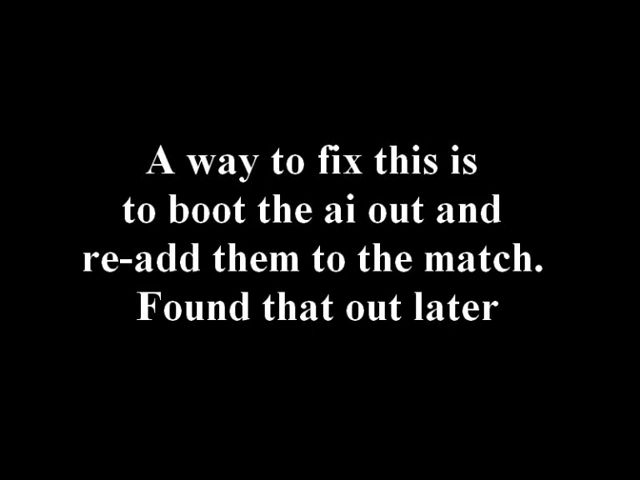 A way to fix this is
to boot the ai out and
re-add them to the match.
Found that out later